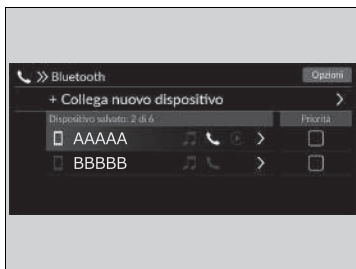 Bluetooth
Opzioni
+ Collega nuovo dispositivo
Dispositivo salvato: 2 di 6
Priorità
AAAAA
BBBBB